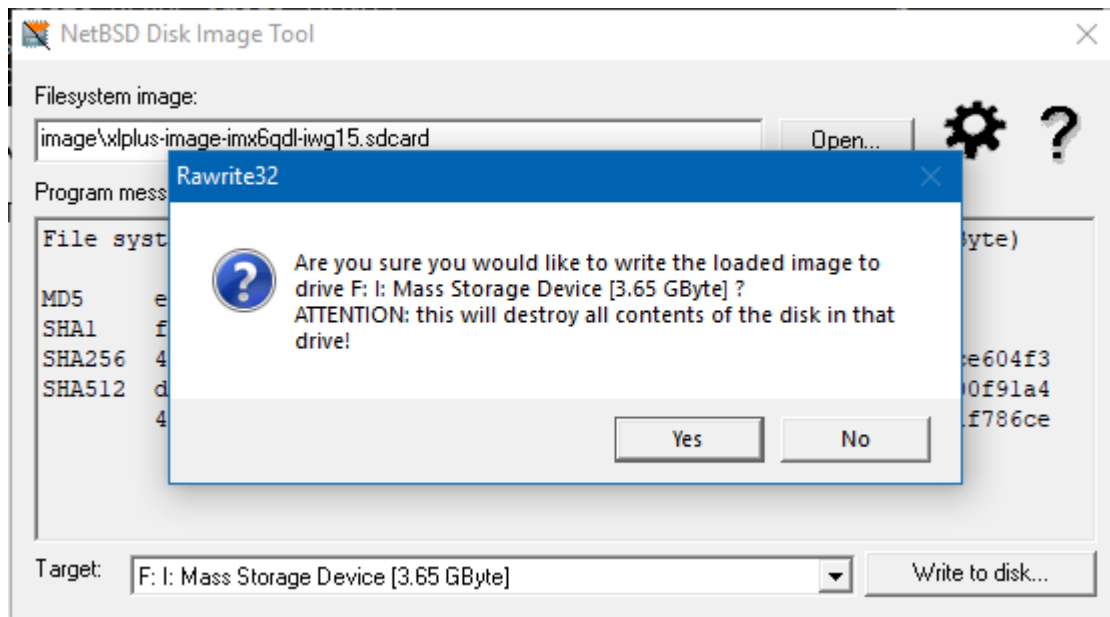 NetBSD Disk Image Tool
Filesystem image:
image\xlplus-image-imx6qdl-iwg15.sdcard
Open...
?
Program mess
Rawrite32
File syst
yte)
Are you sure you would like to write the loaded image to
drive F: I: Mass Storage Device [3.65 GByte] ?
ATTENTION: this will destroy all contents of the disk in that
drive!
MD5 e
SHA1 f
SHA256 4
e604f3
SHA512 d
0f91a4
4
f786ce
Yes
No
Target:
F: I: Mass Storage Device [3.65 GByte]
Write to disk...